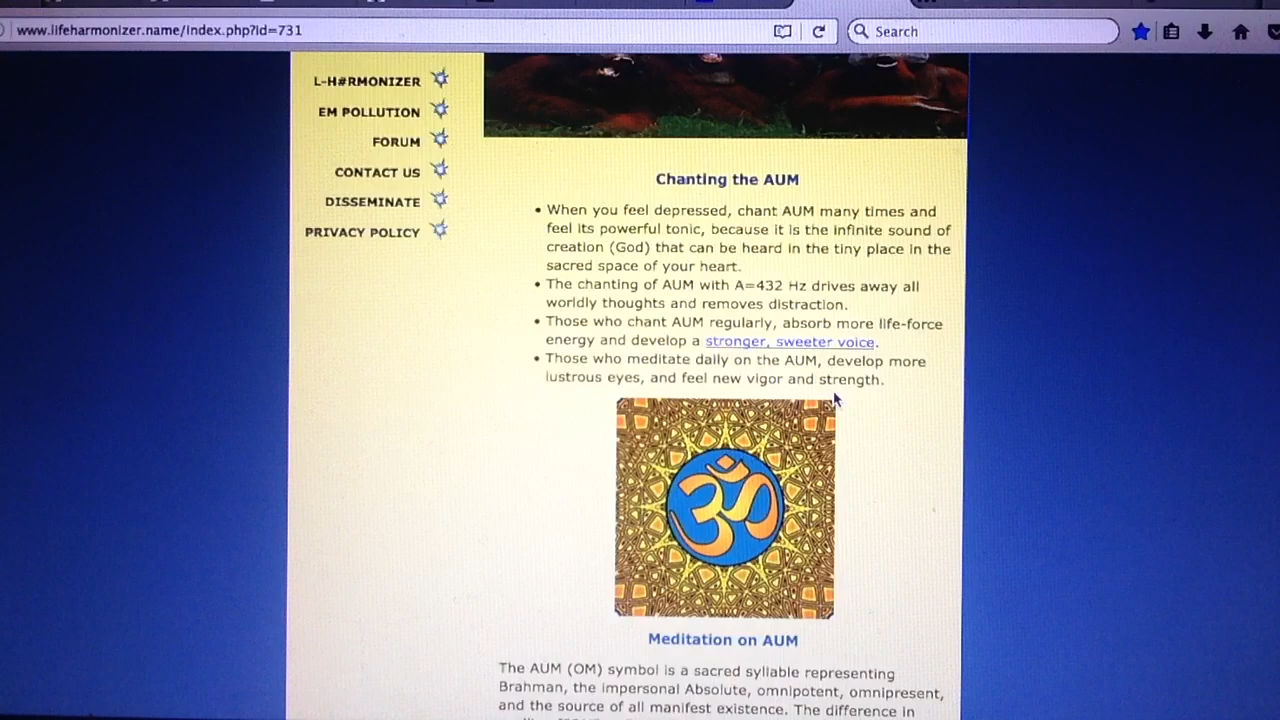 www.lifeharmonizer.name/index.php?id=731
Search
L-H#RMONIZER
EM POLLUTION
FORUM
CONTACT US
DISSEMINATE
PRIVACY POLICY
Chanting the AUM
• When you feel depressed, chant AUM many times and
feel its powerful tonic, because it is the infinite sound of
creation (God) that can be heard in the tiny place in the
sacred space of your heart.
• The chanting of AUM with A=432 Hz drives away all
worldly thoughts and removes distraction.
• Those who chant AUM regularly, absorb more life-force
energy and develop a stronger, sweeter voice.
• Those who meditate daily on the AUM, develop more
lustrous eyes, and feel new vigor and strength.
ॐ
Meditation on AUM
The AUM (OM) symbol is a sacred syllable representing
Brahman, the impersonal Absolute, omnipotent, omnipresent,
and the source of all manifest existence. The difference in